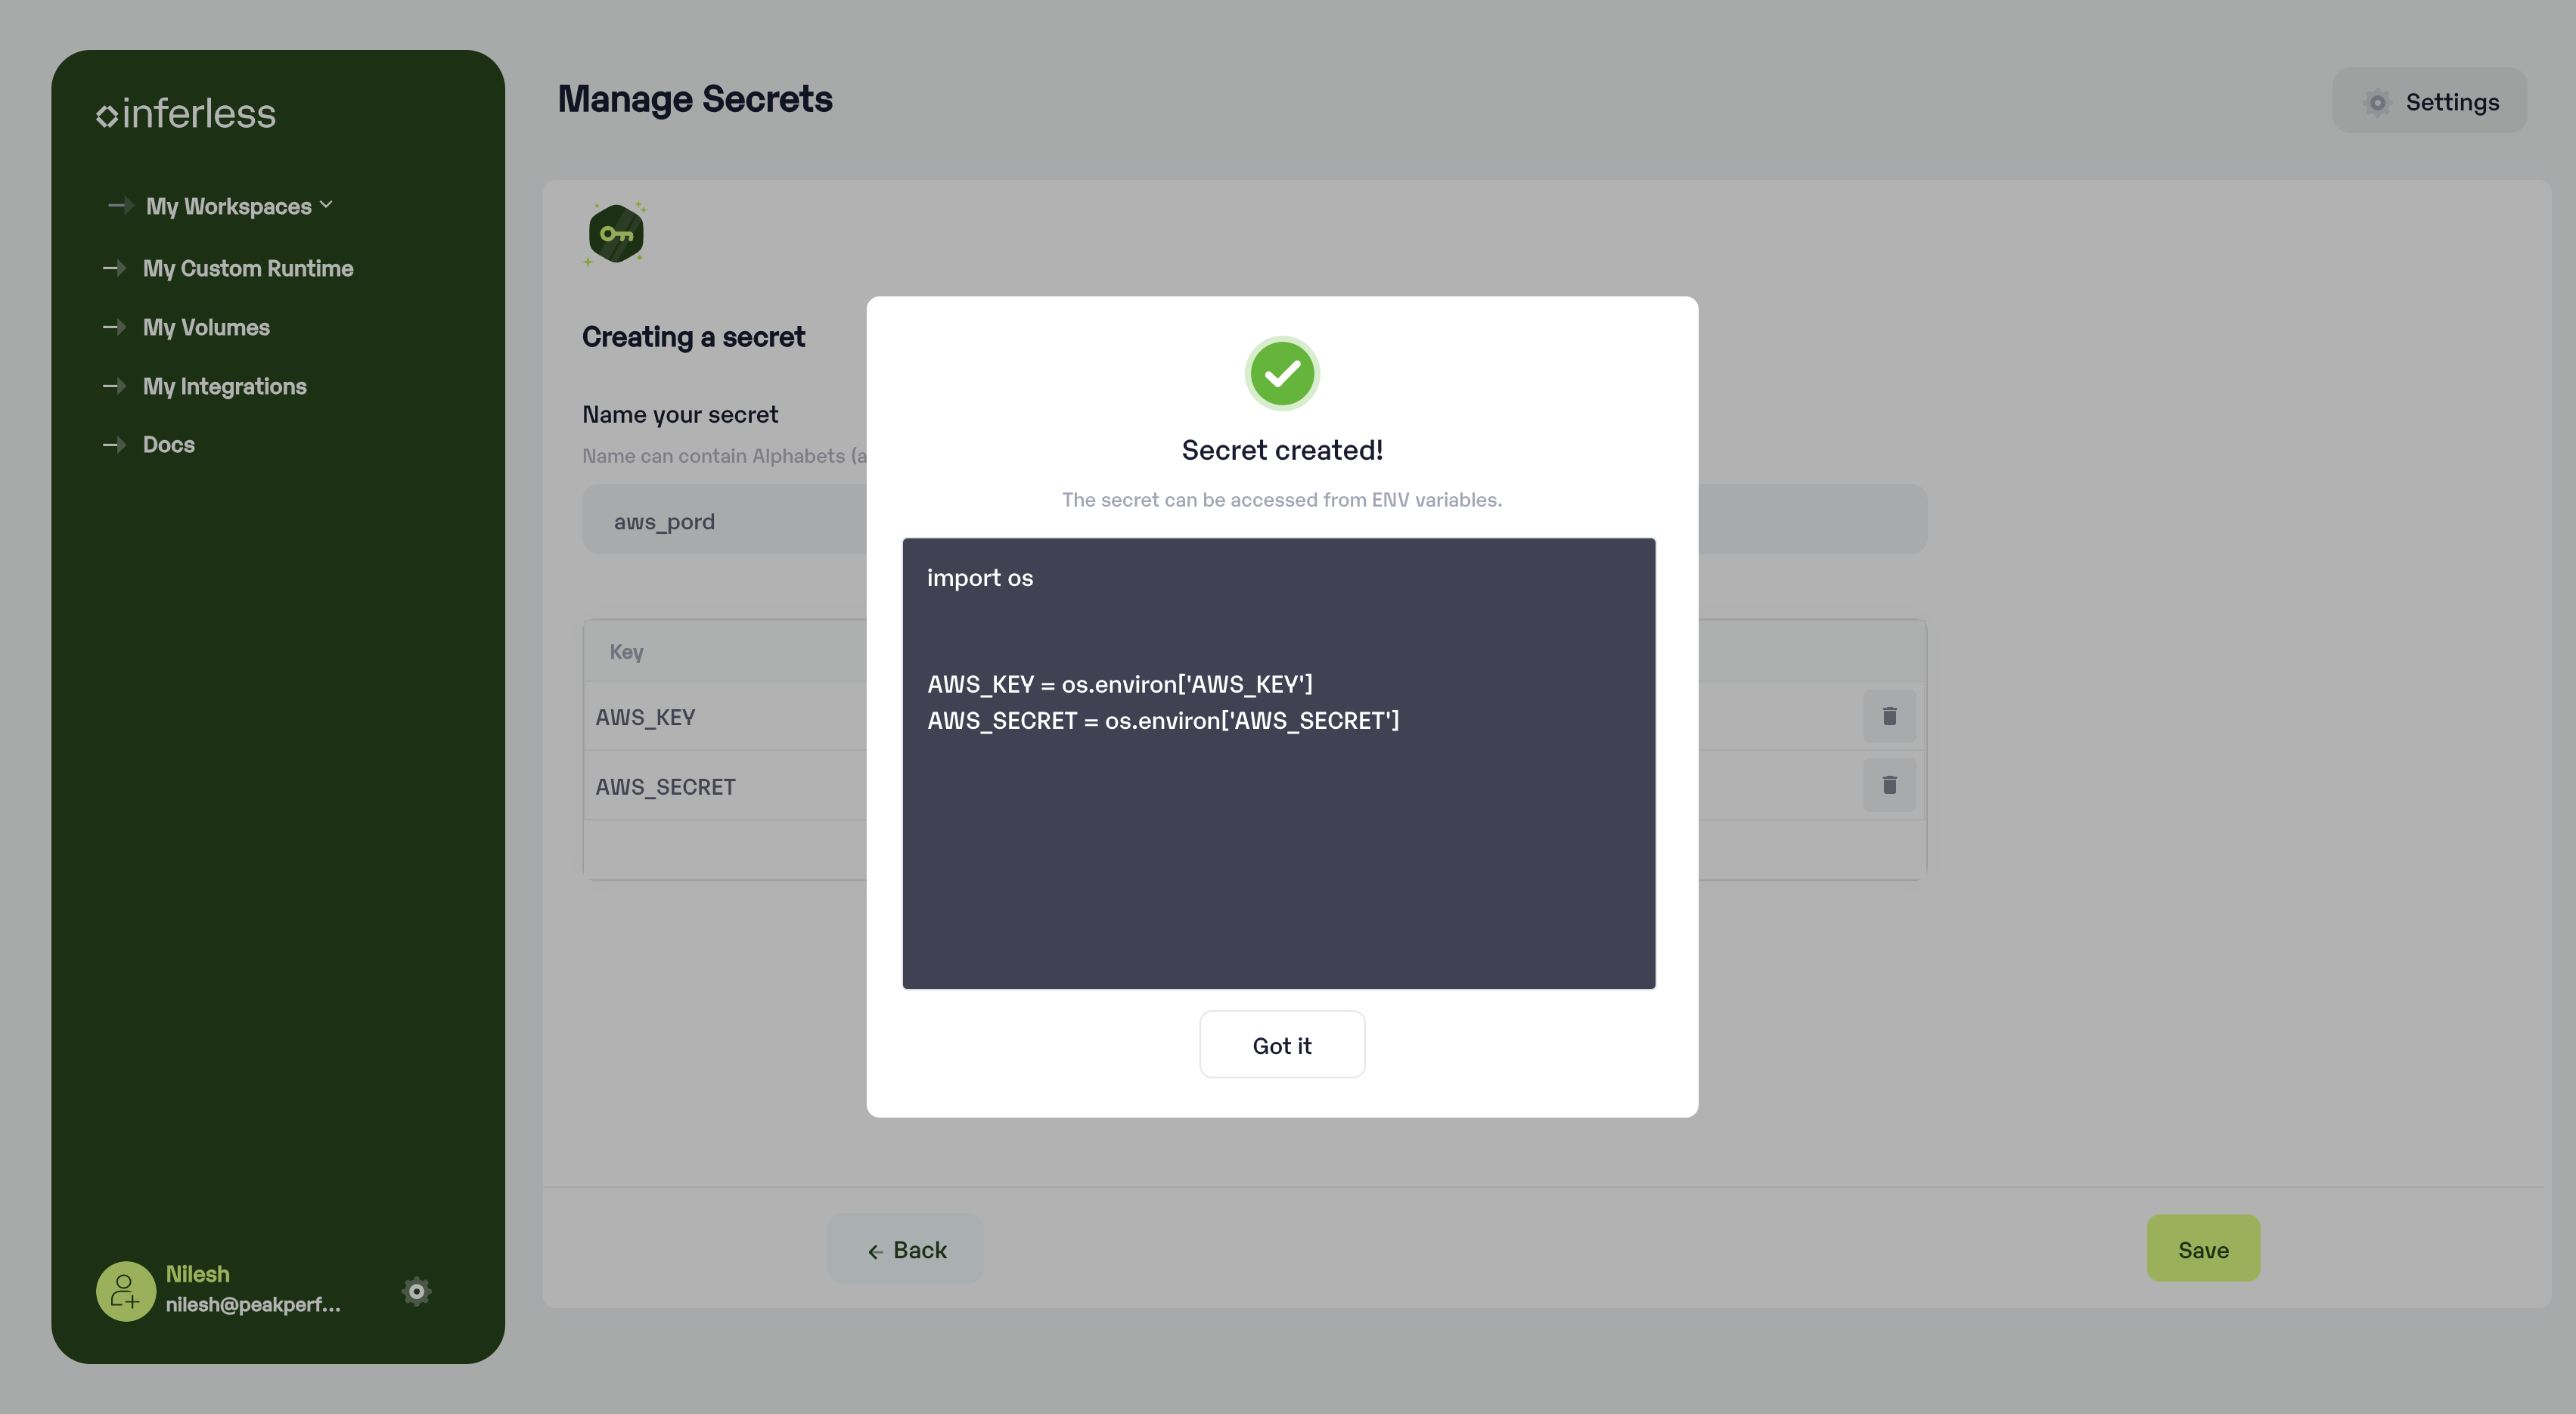 inferless
My Workspaces
My Custom Runtime
My Volumes
My Integrations
Docs
Nilesh
nilesh@peakperf...
Manage Secrets
Settings
Creating a secret
Name your secret
Name can contain Alphabets (a
aws_pord
Key
AWS_KEY
AWS_SECRET
Secret created!
The secret can be accessed from ENV variables.
import os
AWS_KEY = os.environ['AWS_KEY']
AWS_SECRET = os.environ['AWS_SECRET']
Got it
Back
Save